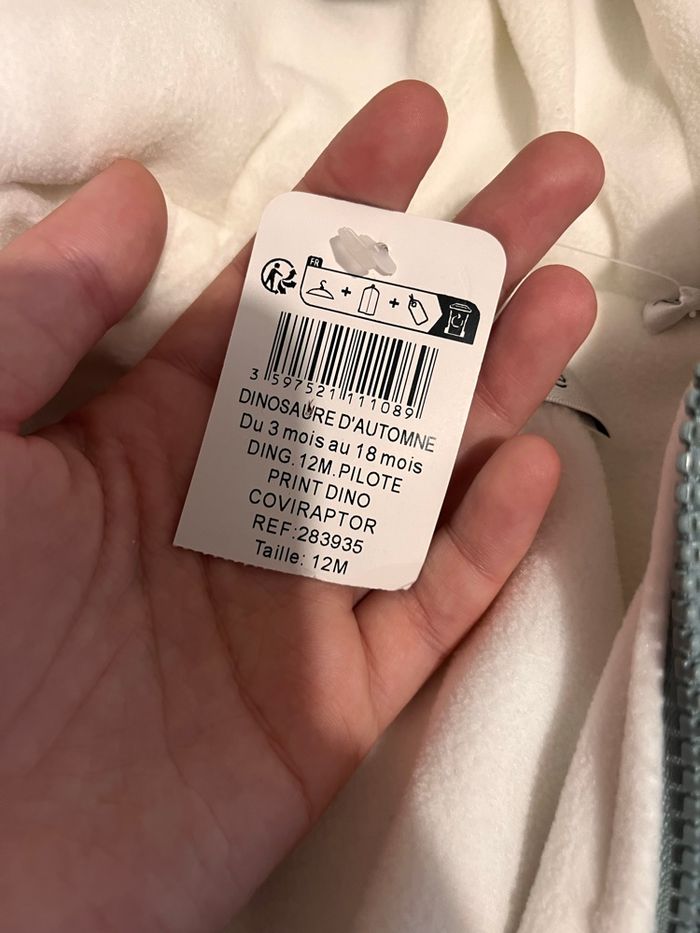 FR
3 597521 111089
DINOSAURE D'AUTOMNE
Du 3 mois au 18 mois
DING.12M.PILOTE
PRINT DINO
COVIRAPTOR
REF:283935
Taille: 12M